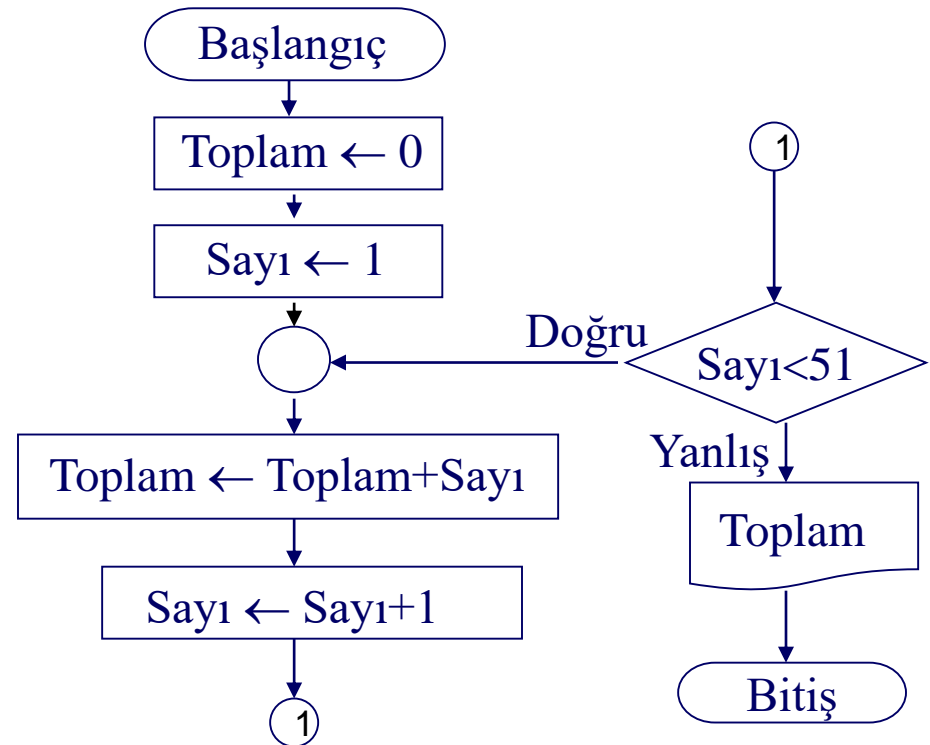 Başlangıç
Toplam ← 0
Sayı ← 1
Toplam ← Toplam+Sayı
Sayı ← Sayı+1
1
1
Sayı<51
Doğru
Yanlış
Toplam
Bitiş